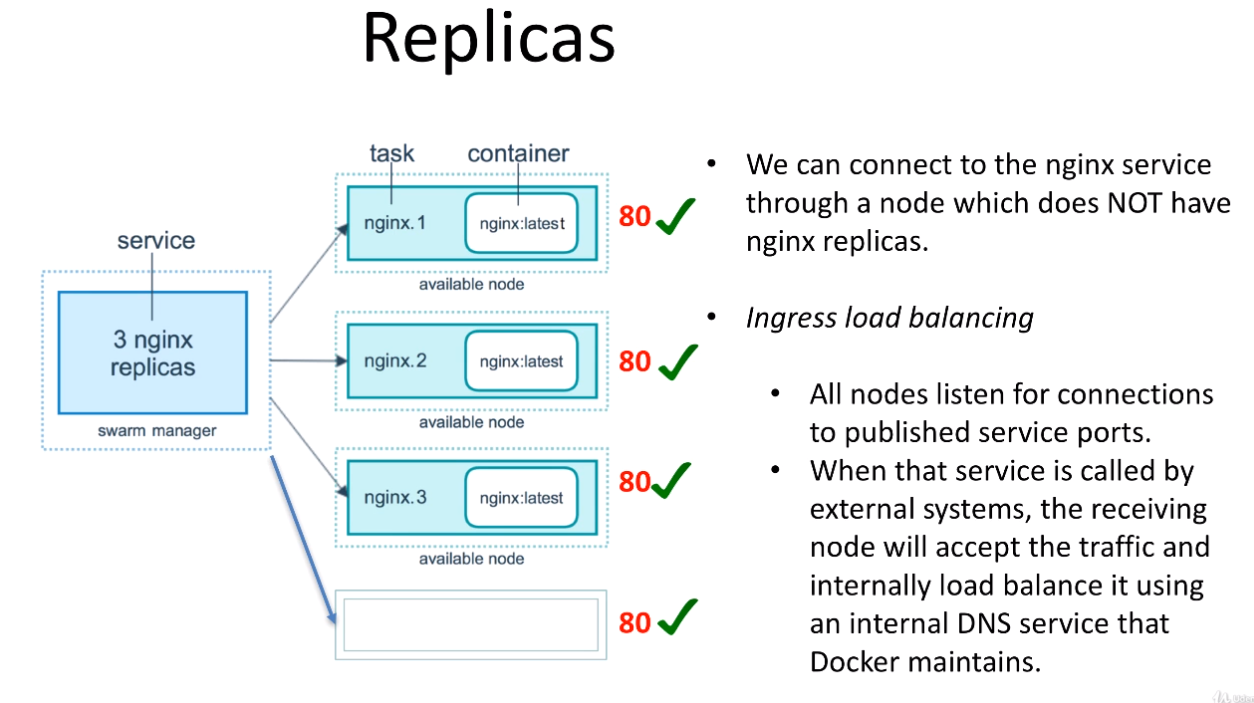 Replicas
task
container
nginx.1
nginx:latest
80
available node
service
3 nginx
replicas
swarm manager
nginx.2
nginx:latest
80
available node
nginx.3
nginx:latest
80
available node
80
• We can connect to the nginx service
through a node which does NOT have
nginx replicas.
• Ingress load balancing
• All nodes listen for connections
to published service ports.
• When that service is called by
external systems, the receiving
node will accept the traffic and
internally load balance it using
an internal DNS service that
Docker maintains.